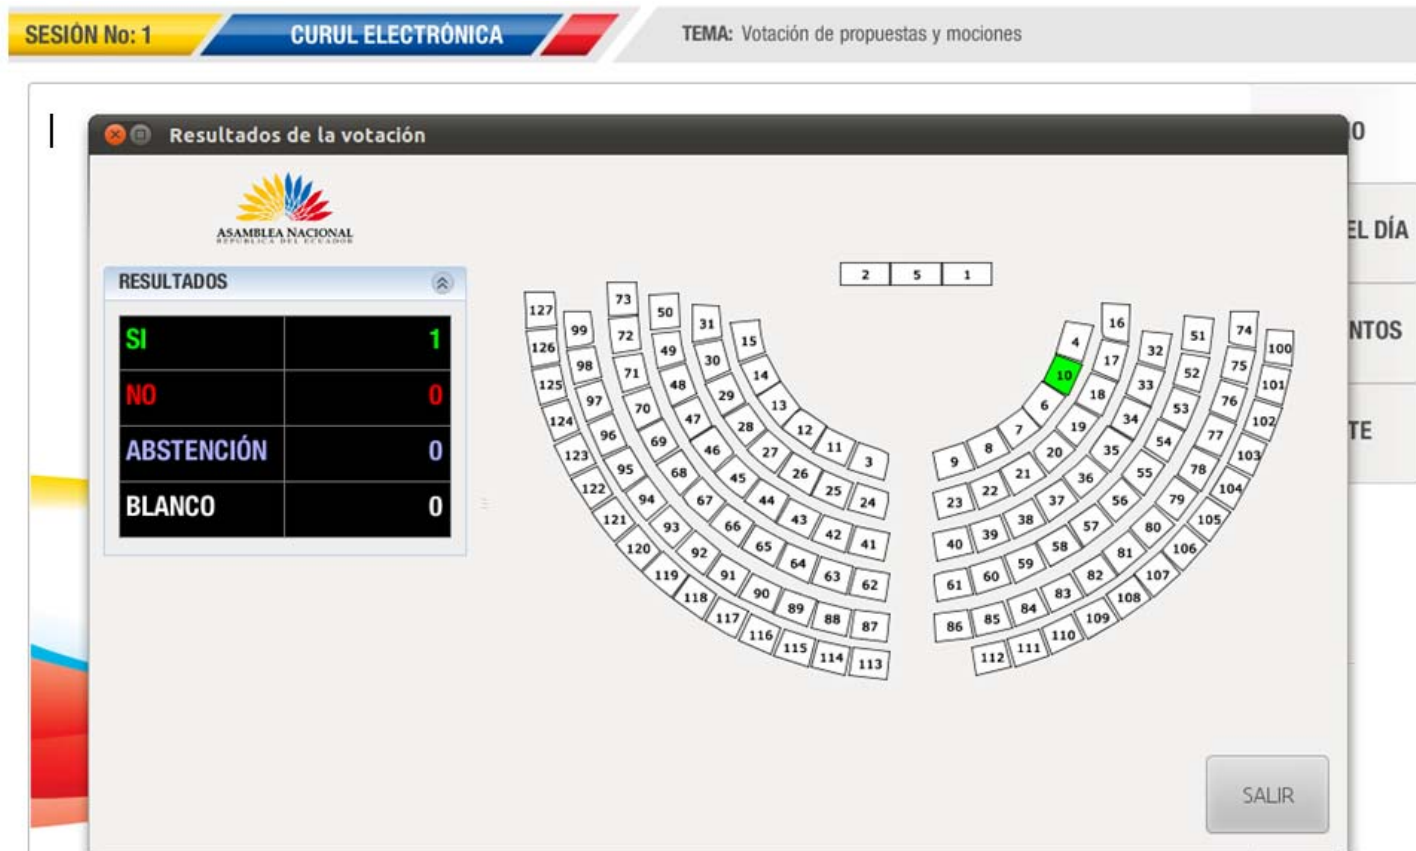 SESIÓN No: 1
CURUL ELECTRÓNICA
TEMA: Votación de propuestas y mociones
O
EL DÍA
NTOS
TE
Resultados de la votación
ASAMBLEA NACIONAL
REPÚBLICA DEL ECUADOR
RESULTADOS
SI 1
NO 0
ABSTENCIÓN 0
BLANCO 0
2 5 1
127 126 125 124 123 122 121 120 119 118 117 116 115 114 113
99 98 97 96 95 94 93 92 91 90 89 88 87
73 72 71 70 69 68 67 66 65 64 63 62
50 49 48 47 46 45 44 43 42 41
31 30 29 28 27 26 25 24
15 14 13 12 11 3
4 10 6 7 8 9
16 17 18 19 20 21 22 23
32 33 34 35 36 37 38 39 40
51 52 53 54 55 56 57 58 59 60 61
74 75 76 77 78 79 80 81 82 83 84 85 86
100 101 102 103 104 105 106 107 108 109 110 111 112
SALIR